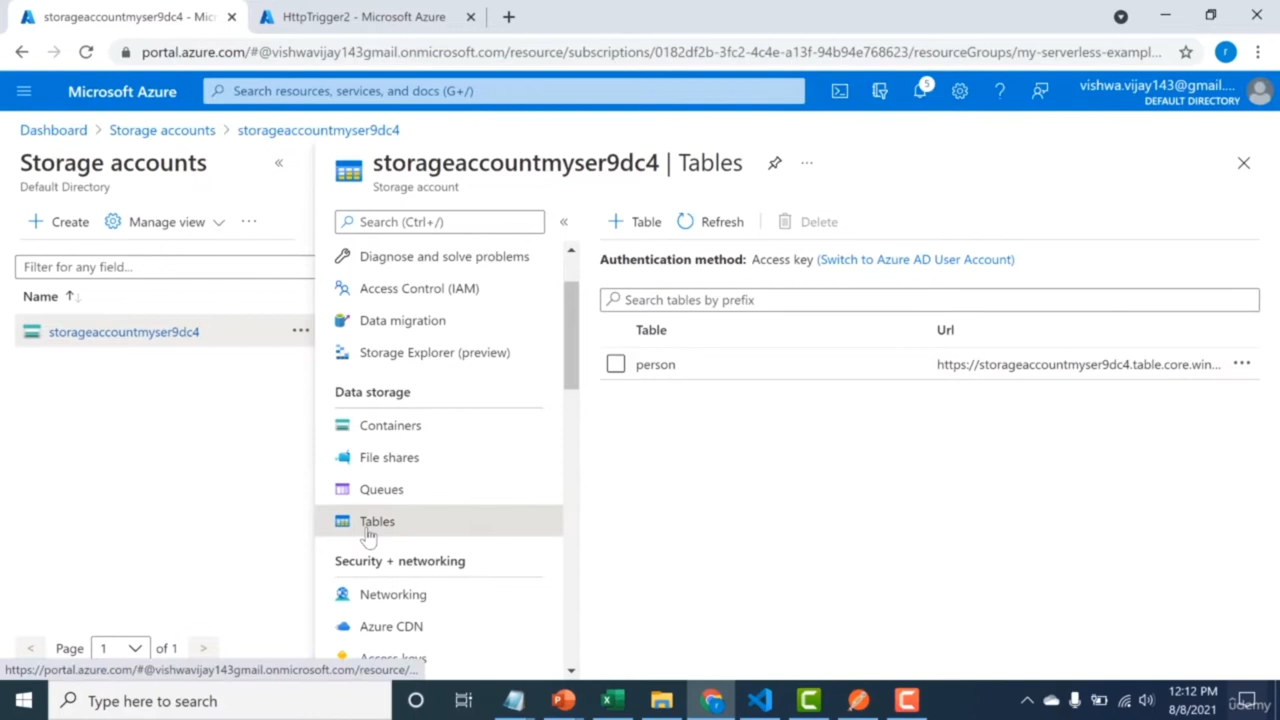 storageaccountmyser9dc4 - Mic
HttpTrigger2 - Microsoft Azure
portal.azure.com/#@vishwavijay143gmail.onmicrosoft.com/resource/subscriptions/0182df2b-3fc2-4c4e-a13f-94b94e768623/resourceGroups/my-serverless-exampl...
r
Microsoft Azure
Search resources, services, and docs (G+/)
5
vishwa.vijay143@gmail....
DEFAULT DIRECTORY
Dashboard > Storage accounts > storageaccountmyser9dc4
Storage accounts
Default Directory
storageaccountmyser9dc4 | Tables
Storage account
Create
Manage view
Search (Ctrl+/)
Table
Refresh
Delete
Filter for any field...
Name
storageaccountmyser9dc4
Diagnose and solve problems
Access Control (IAM)
Data migration
Storage Explorer (preview)
Data storage
Containers
File shares
Queues
Tables
Security + networking
Networking
Azure CDN
Access keys
Authentication method: Access key (Switch to Azure AD User Account)
Search tables by prefix
Table Url
person https://storageaccountmyser9dc4.table.core.win...
< Page 1 of 1 >
https://portal.azure.com/#@vishwavijay143gmail.onmicrosoft.com/resource/...
Type here to search
12:12 PM
8/8/2021
udemy